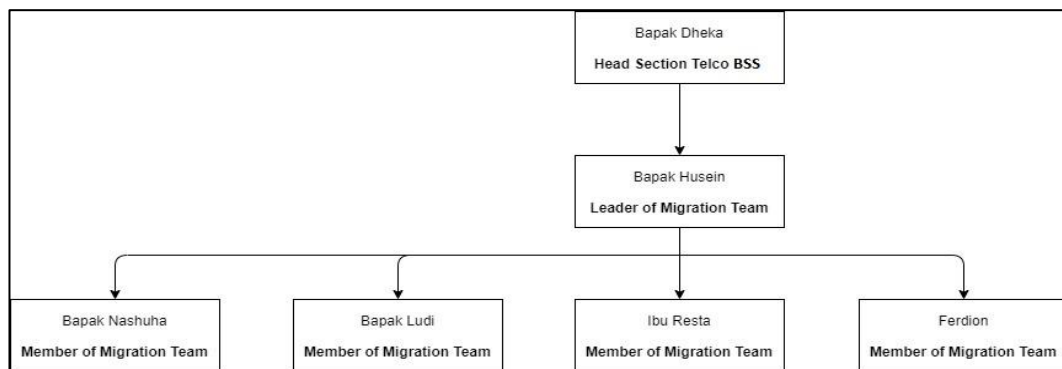 Bapak Dheka
Head Section Telco BSS
Bapak Husein
Leader of Migration Team
Bapak Nashuha
Member of Migration Team
Bapak Ludi
Member of Migration Team
Ibu Resta
Member of Migration Team
Ferdion
Member of Migration Team